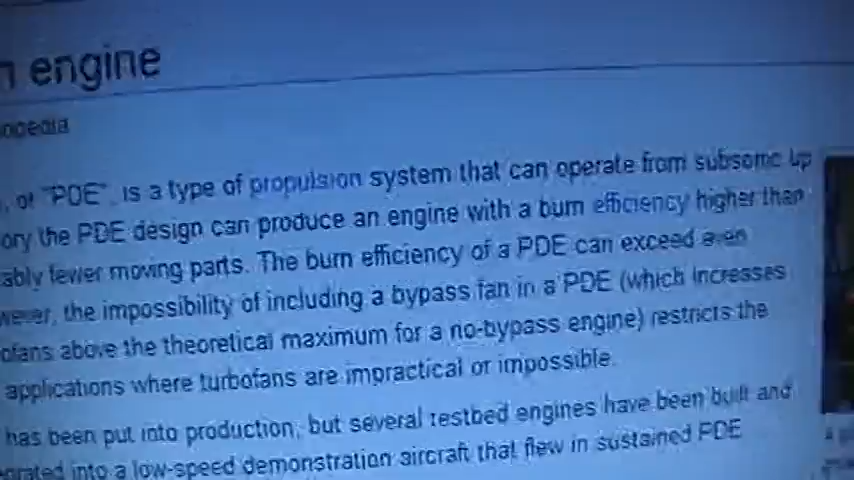 engine
, or "PDE", is a type of propulsion system that can operate from subsonic up
ory the PDE design can produce an engine with a burn efficiency higher than
ably fewer moving parts. The burn efficiency of a PDE can exceed even
wever, the impossibility of including a bypass fan in a PDE (which increases
ofans above the theoretical maximum for a no-bypass engine) restricts the
applications where turbofans are impractical or impossible.
has been put into production, but several testbed engines have been built and
egrated into a low-speed demonstration aircraft that flew in sustained PDE